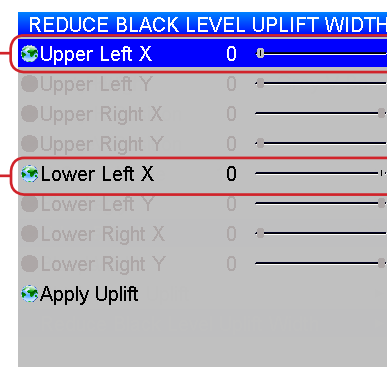 REDUCE BLACK LEVEL UPLIFT WIDTH
Upper Left X 0
Upper Left Y 0
Upper Right X 0
Upper Right Y 0
Lower Left X 0
Lower Left Y 0
Lower Right X 0
Lower Right Y 0
Apply Uplift